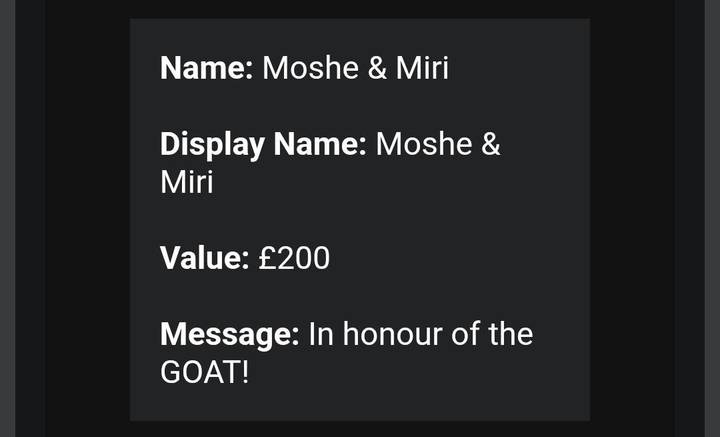 Name: Moshe & Miri
Display Name: Moshe &
Miri
Value: £200
Message: In honour of the
GOAT!